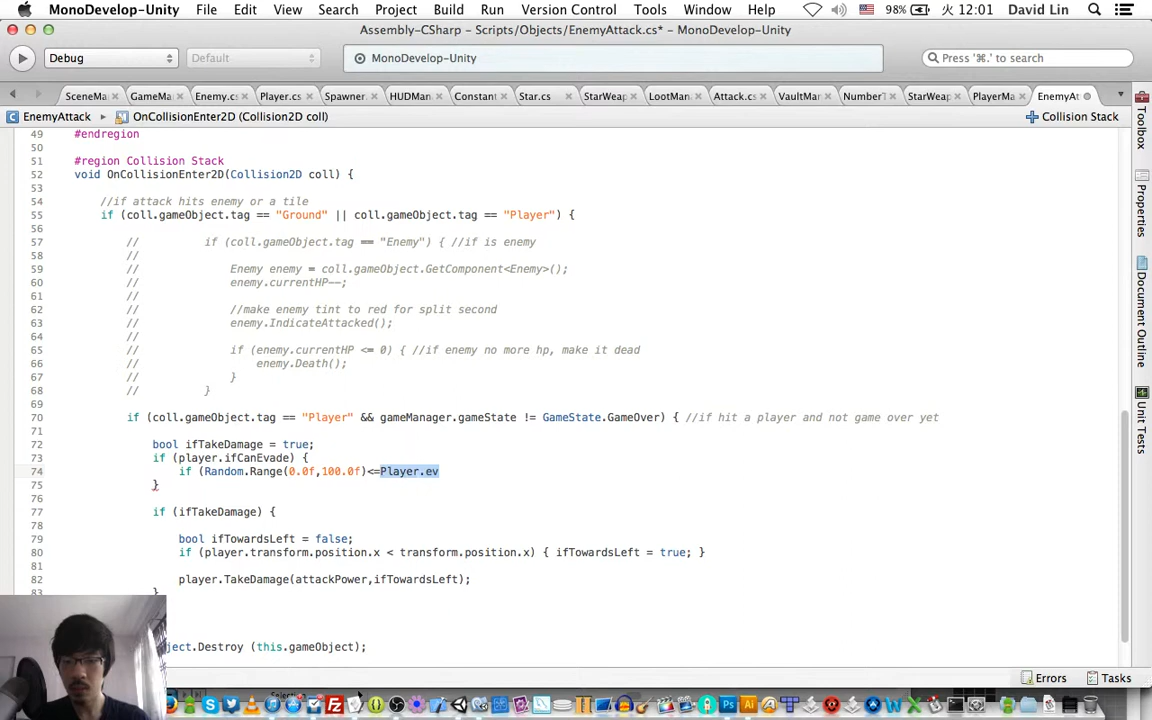 MonoDevelop-Unity File Edit View Search Project Build Run Version Control Tools Window Help 98% 火 12:01 David Lin
Assembly-CSharp – Scripts/Objects/EnemyAttack.cs* – MonoDevelop-Unity
Debug Default MonoDevelop-Unity Press '⌘.' to search
SceneMa GameMa Enemy.c Player.cs Spawner HUDMan Constan Star.cs StarWea LootMan Attack.cs VaultMa Number StarWea PlayerMa EnemyAt
EnemyAttack OnCollisionEnter2D (Collision2D coll) Collision Stack
49 #endregion
50
51 #region Collision Stack
52 void OnCollisionEnter2D(Collision2D coll) {
53
54 //if attack hits enemy or a tile
55 if (coll.gameObject.tag == "Ground" || coll.gameObject.tag == "Player") {
56
57 // if (coll.gameObject.tag == "Enemy") { //if is enemy
58 //
59 // Enemy enemy = coll.gameObject.GetComponent<Enemy>();
60 // enemy.currentHP--;
61 //
62 // //make enemy tint to red for split second
63 // enemy.IndicateAttacked();
64 //
65 // if (enemy.currentHP <= 0) { //if enemy no more hp, make it dead
66 // enemy.Death();
67 // }
68 // }
69
70 if (coll.gameObject.tag == "Player" && gameManager.gameState != GameState.GameOver) { //if hit a player and not game over yet
71
72 bool ifTakeDamage = true;
73 if (player.ifCanEvade) {
74 if (Random.Range(0.0f,100.0f)<=Player.ev
75 }
76
77 if (ifTakeDamage) {
78
79 bool ifTowardsLeft = false;
80 if (player.transform.position.x < transform.position.x) { ifTowardsLeft = true; }
81
82 player.TakeDamage(attackPower,ifTowardsLeft);
83 }
ject.Destroy (this.gameObject);
Toolbox
Properties
Document Outline
Unit Tests
Errors Tasks